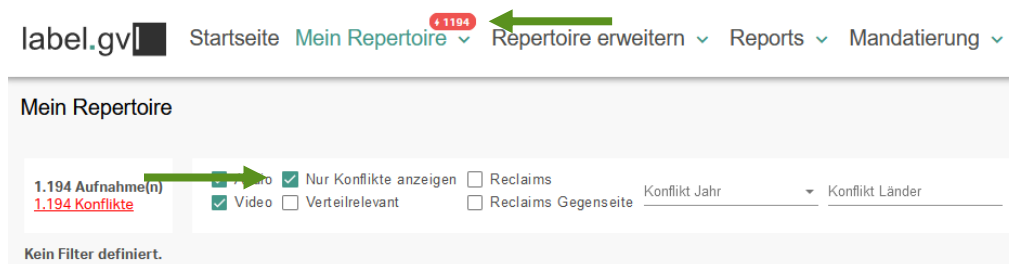 label.gvl
Startseite Mein Repertoire 1194 Repertoire erweitern Reports Mandatierung
Mein Repertoire
1.194 Aufnahme(n)
1.194 Konflikte
Nur Konflikte anzeigen Reclaims
Video Verteilrelevant Reclaims Gegenseite
Konflikt Jahr Konflikt Länder
Kein Filter definiert.